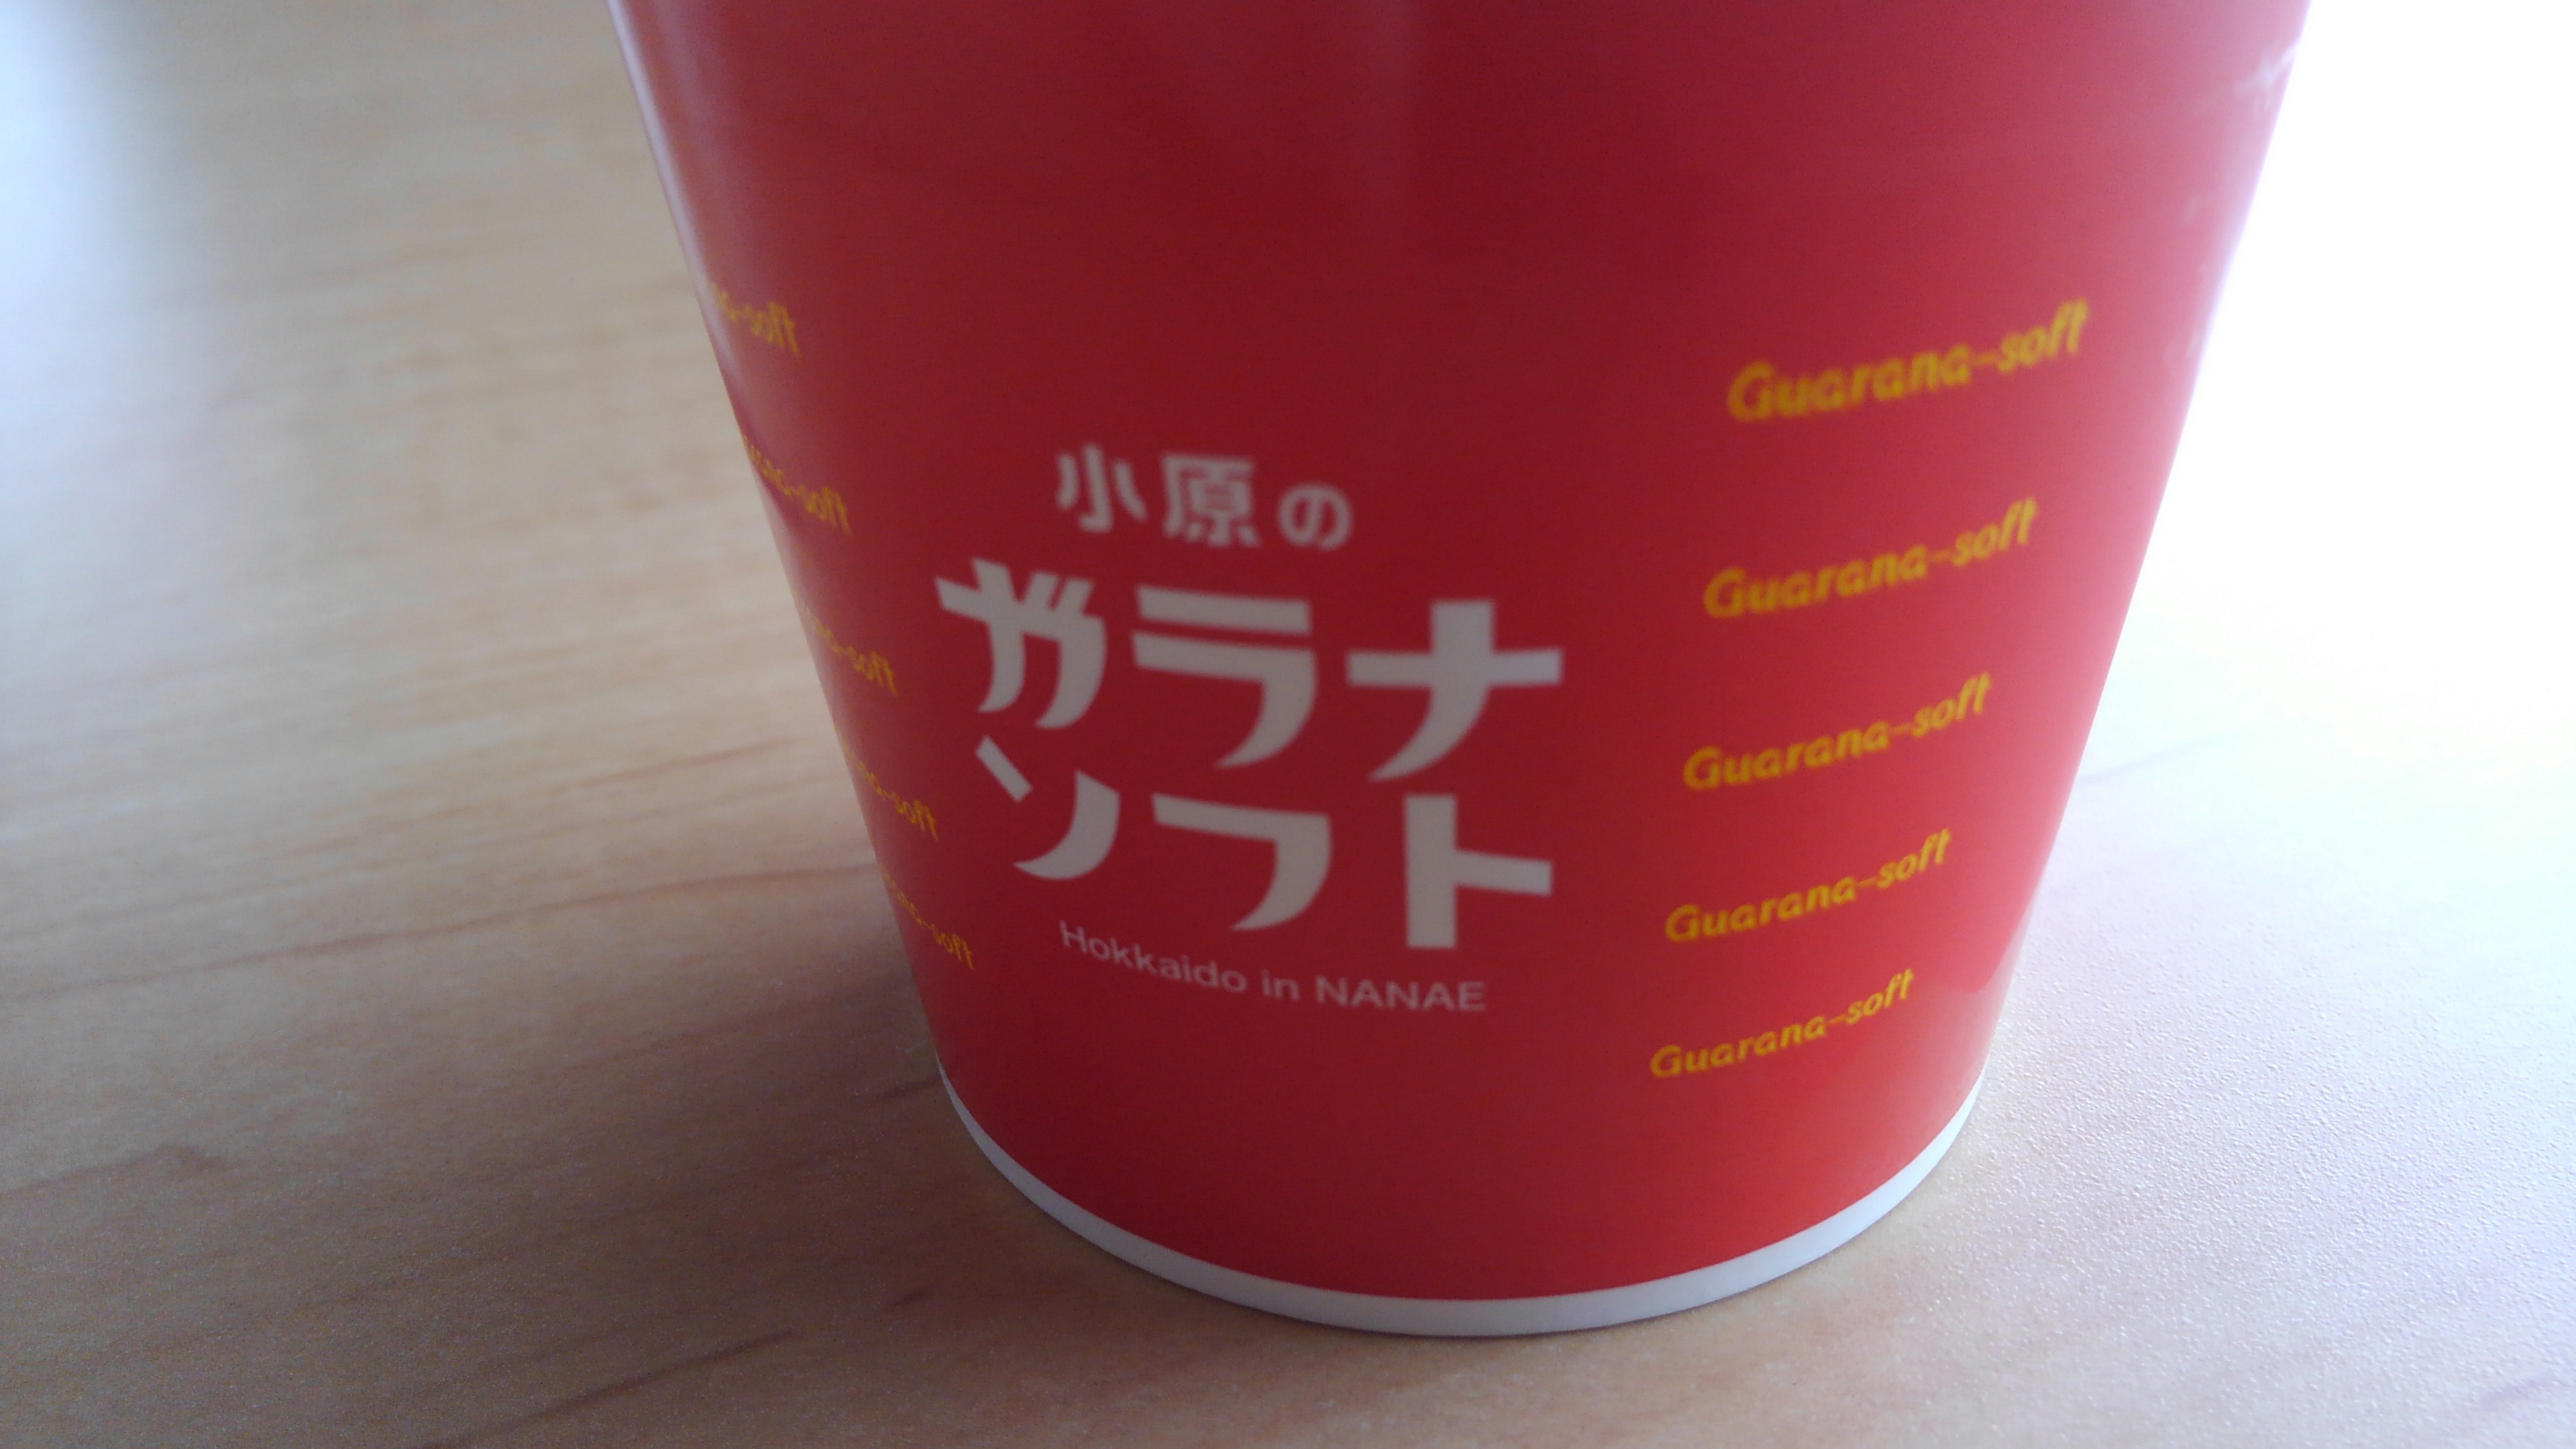 小原の
ガラナ
ソフト
Hokkaido in NANAE
Guarana-soft
Guarana-soft
Guarana-soft
Guarana-soft
Guarana-soft